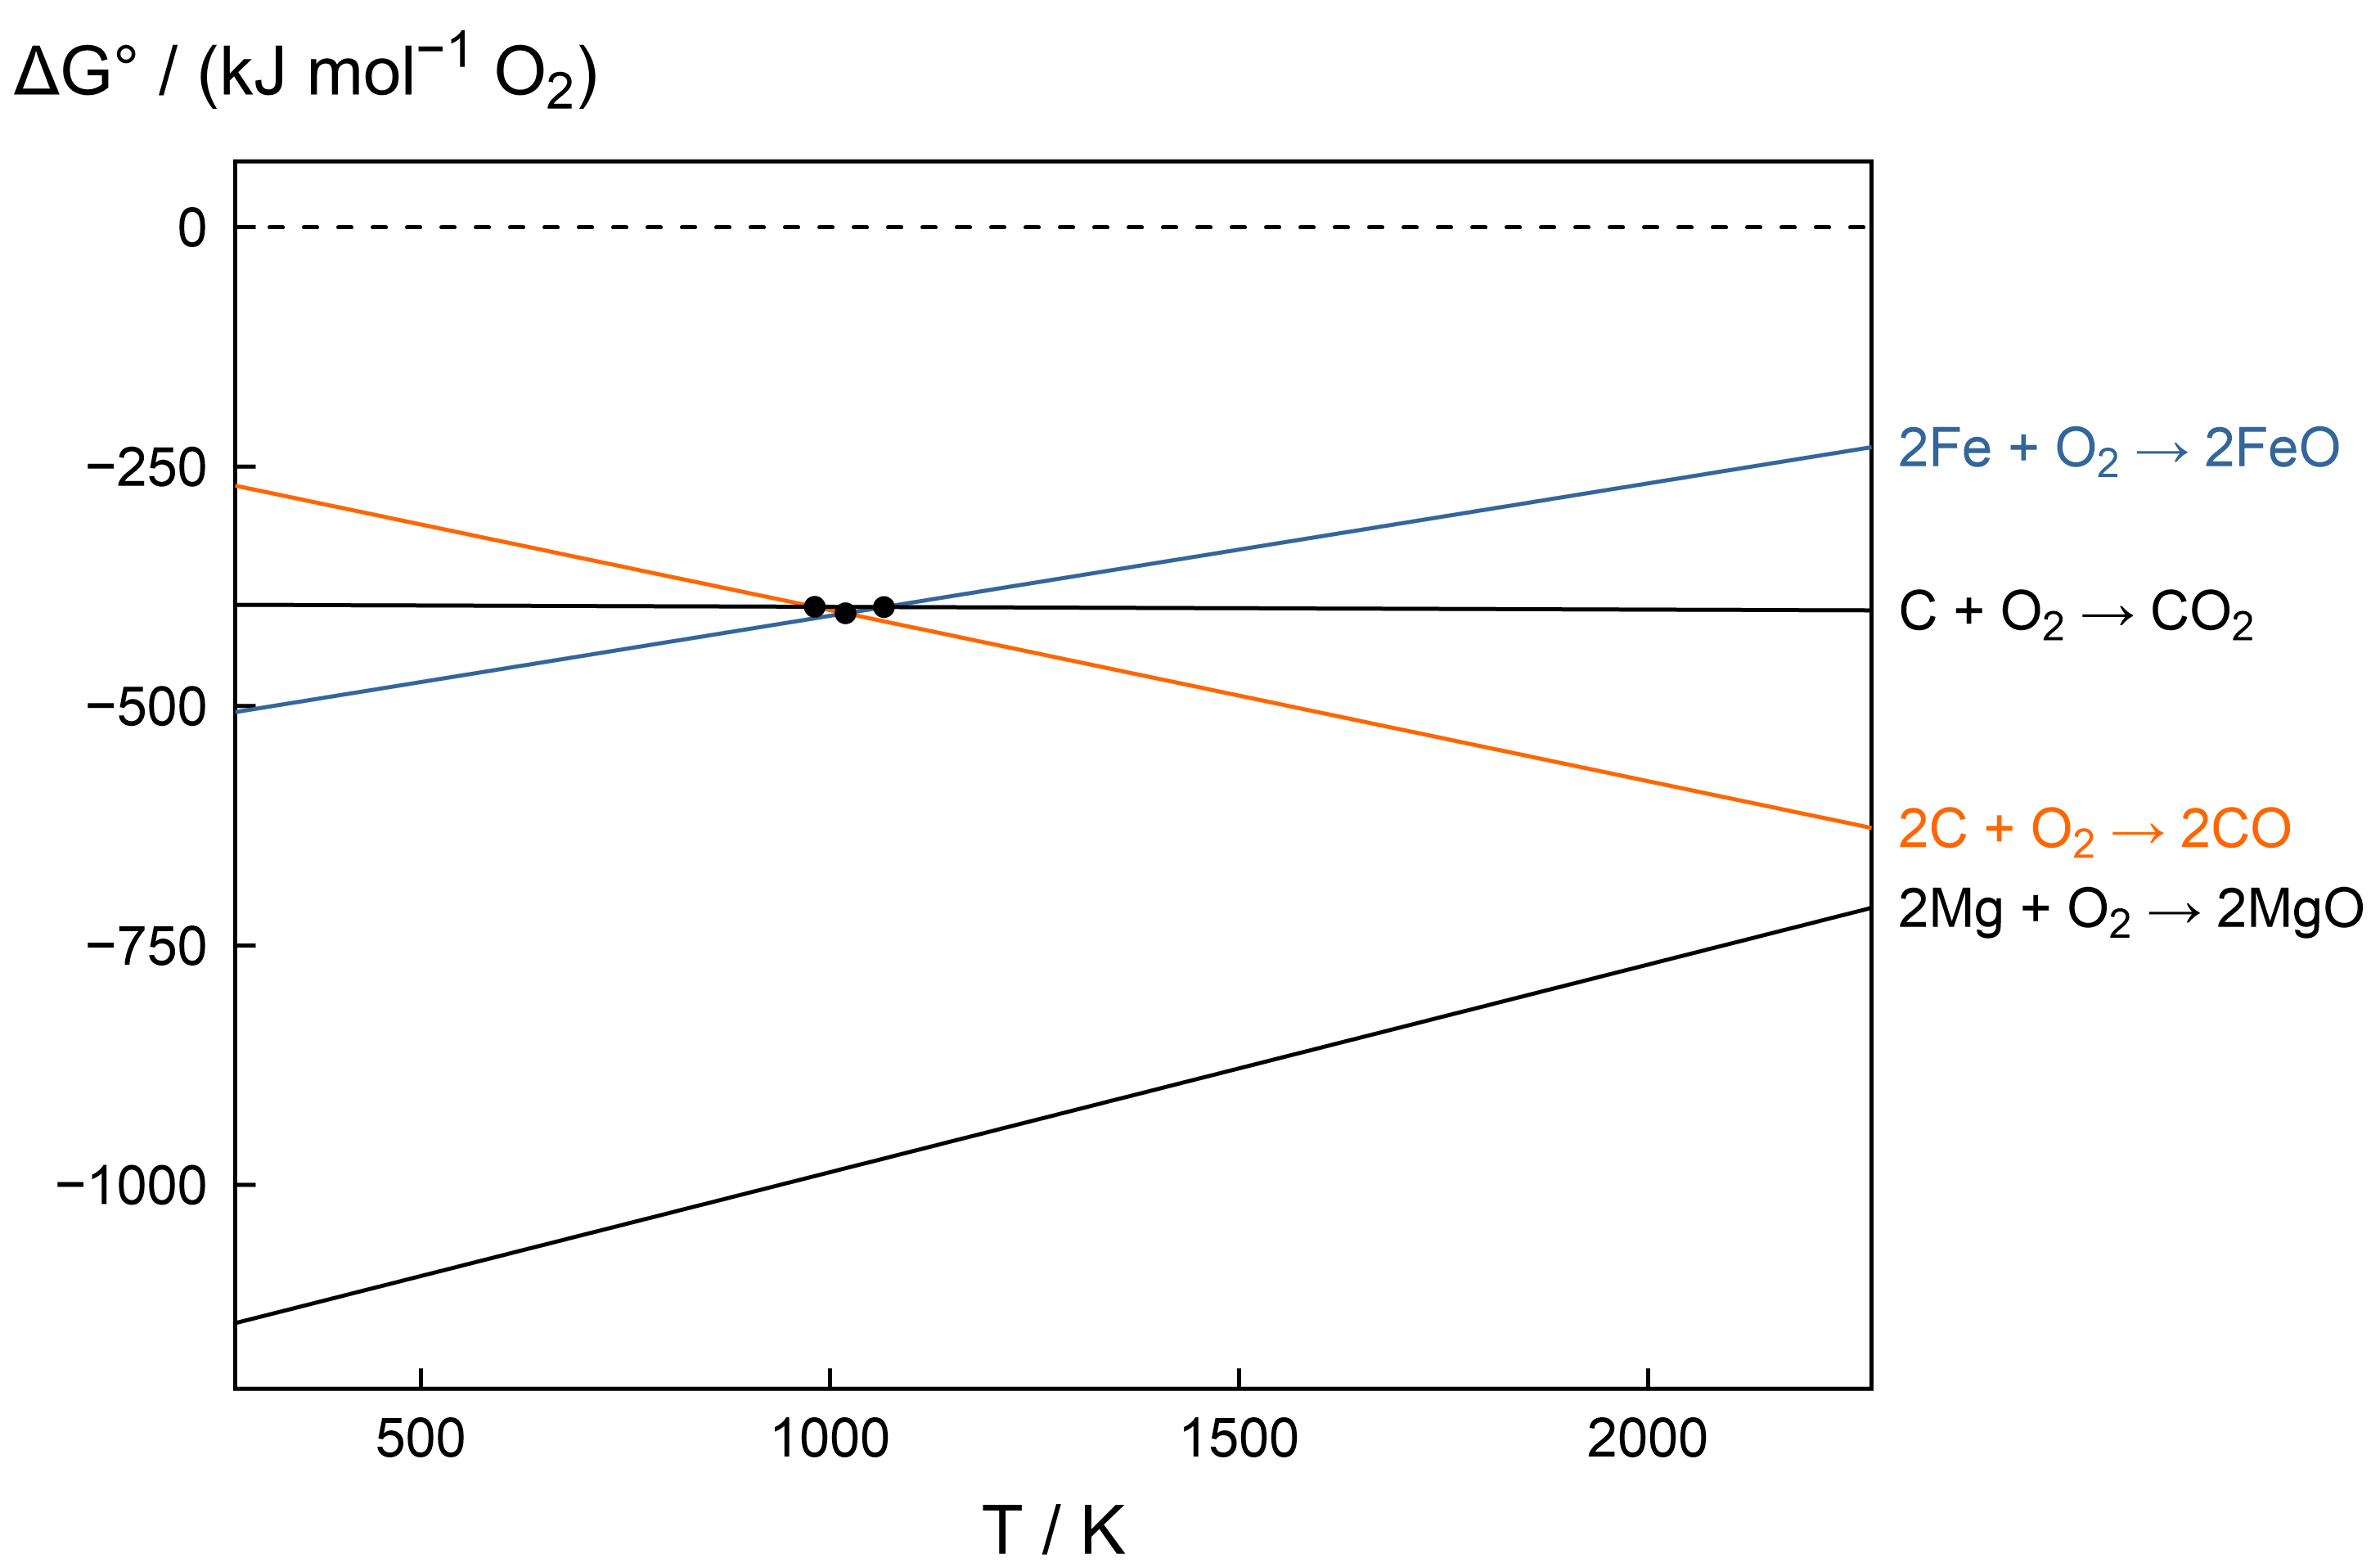 ΔG° / (kJ mol⁻¹ O₂)
0
−250
−500
−750
−1000
2Fe + O₂ → 2FeO
C + O₂ → CO₂
2C + O₂ → 2CO
2Mg + O₂ → 2MgO
500 1000 1500 2000
T / K